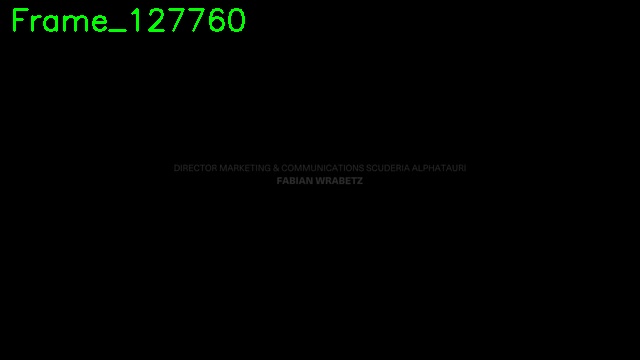 Frame_127760
DIRECTOR MARKETING & COMMUNICATIONS SCUDERIA ALPHATAURI
FABIAN WRABETZ